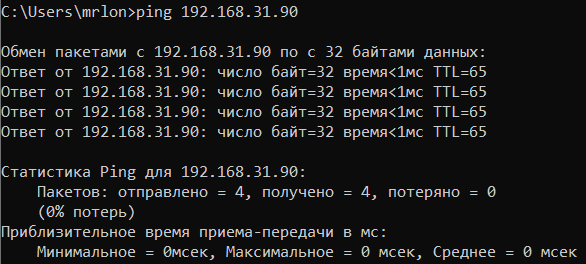 C:\Users\mrlon>ping 192.168.31.90
Обмен пакетами с 192.168.31.90 по с 32 байтами данных:
Ответ от 192.168.31.90: число байт=32 время<1мс TTL=65
Ответ от 192.168.31.90: число байт=32 время<1мс TTL=65
Ответ от 192.168.31.90: число байт=32 время<1мс TTL=65
Ответ от 192.168.31.90: число байт=32 время<1мс TTL=65
Статистика Ping для 192.168.31.90:
Пакетов: отправлено = 4, получено = 4, потеряно = 0
(0% потерь)
Приблизительное время приема-передачи в мс:
Минимальное = 0мсек, Максимальное = 0 мсек, Среднее = 0 мсек